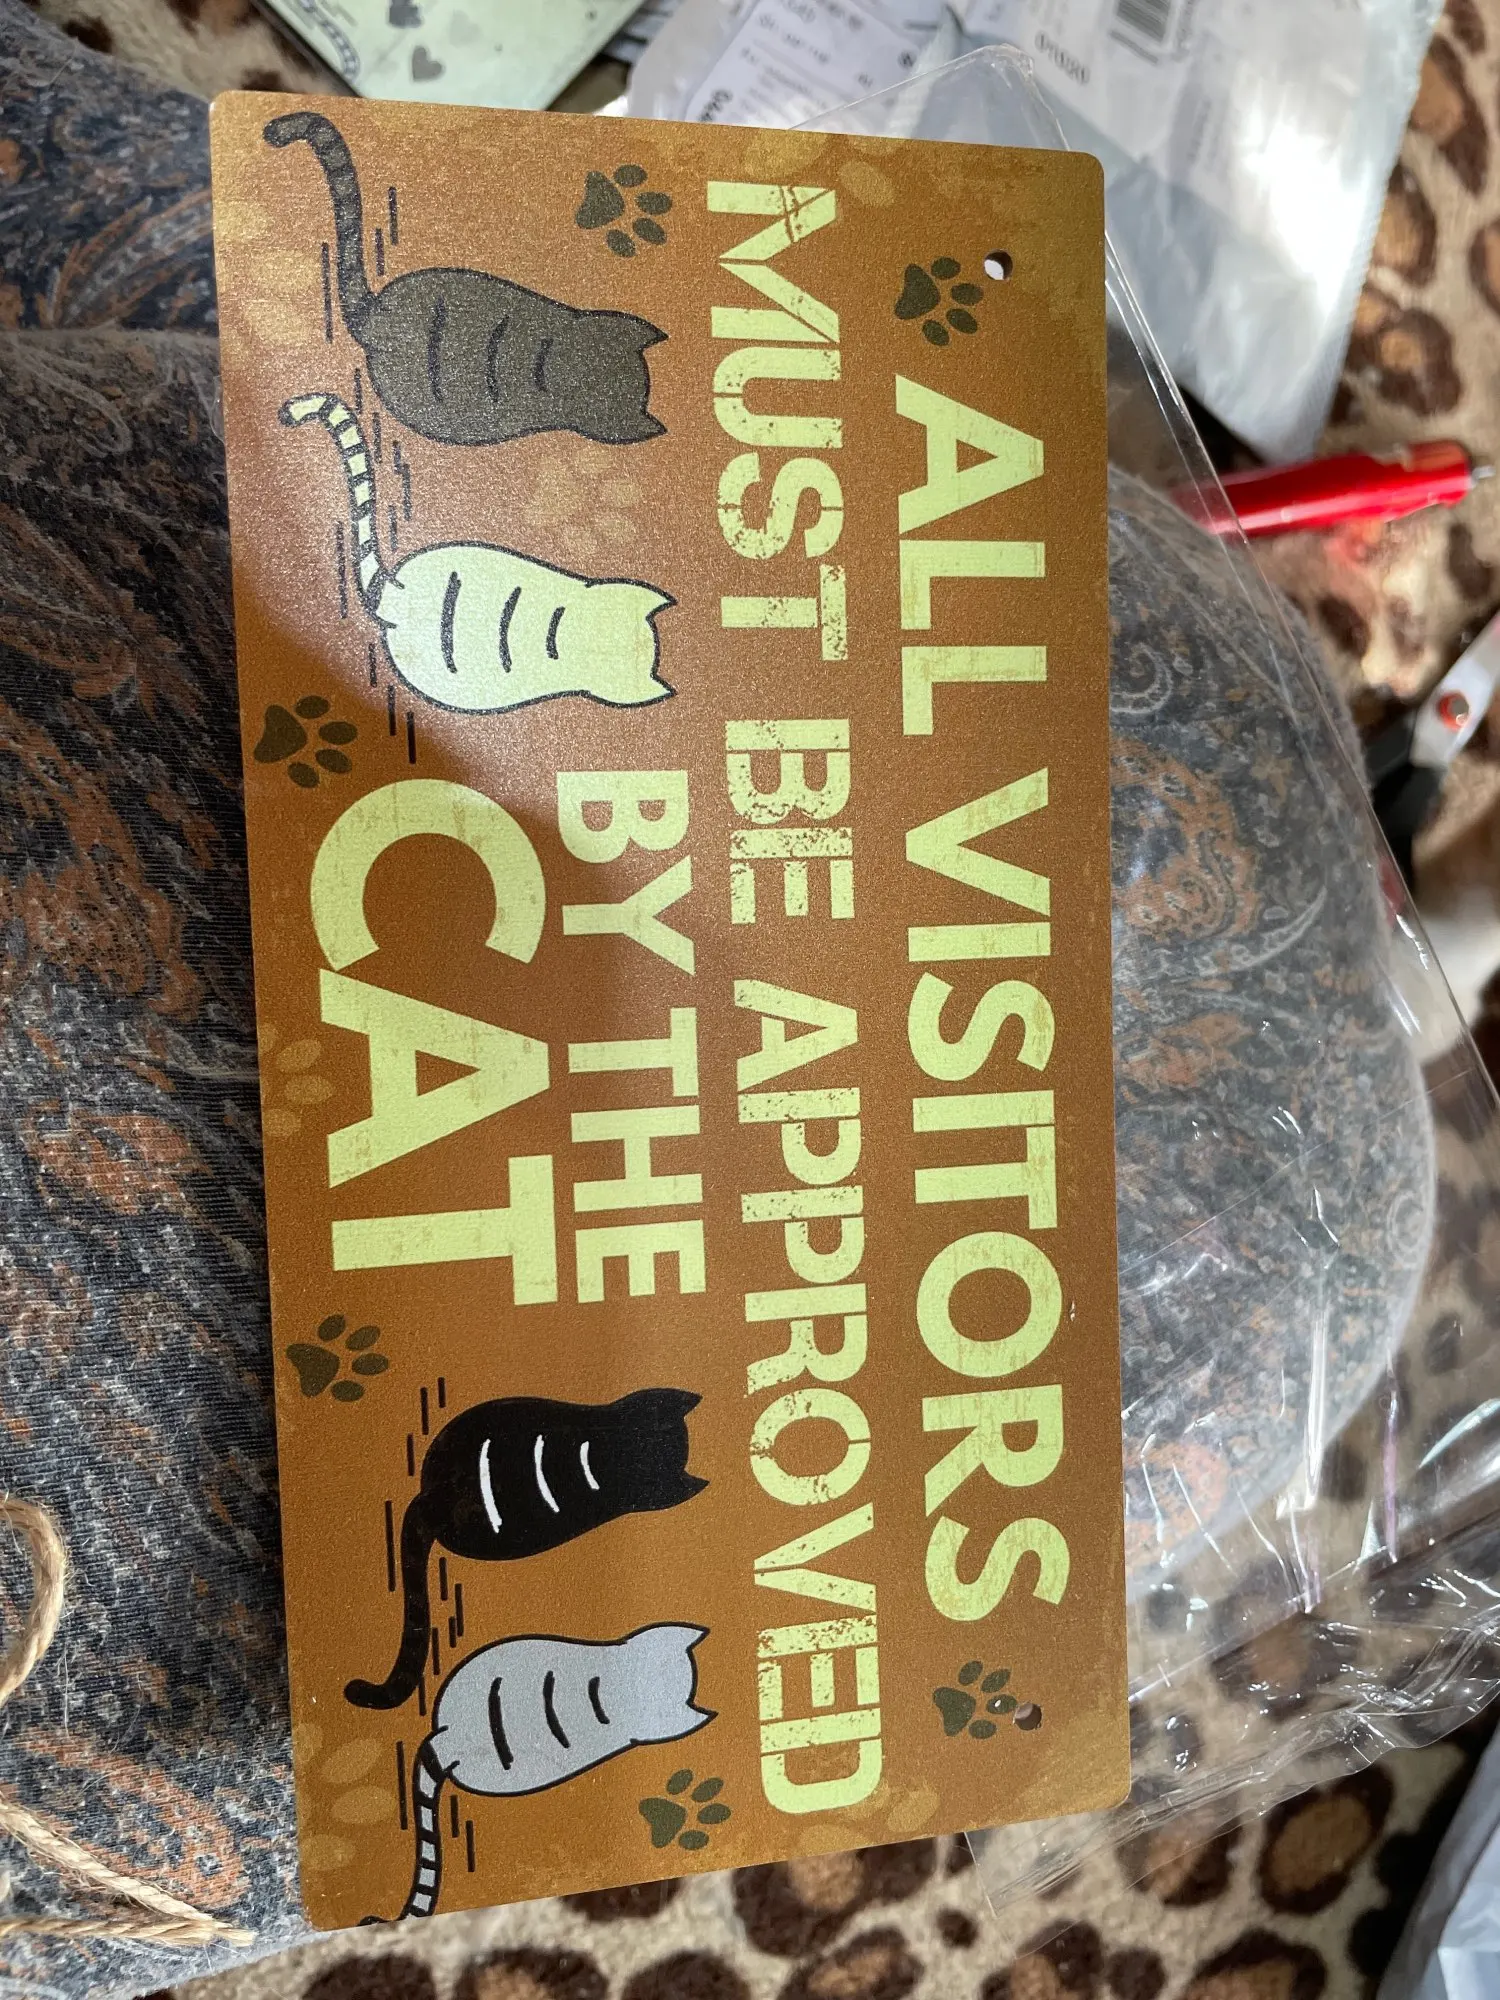 ALL VISITORS
MUST BE APPROVED
BY THE
CAT